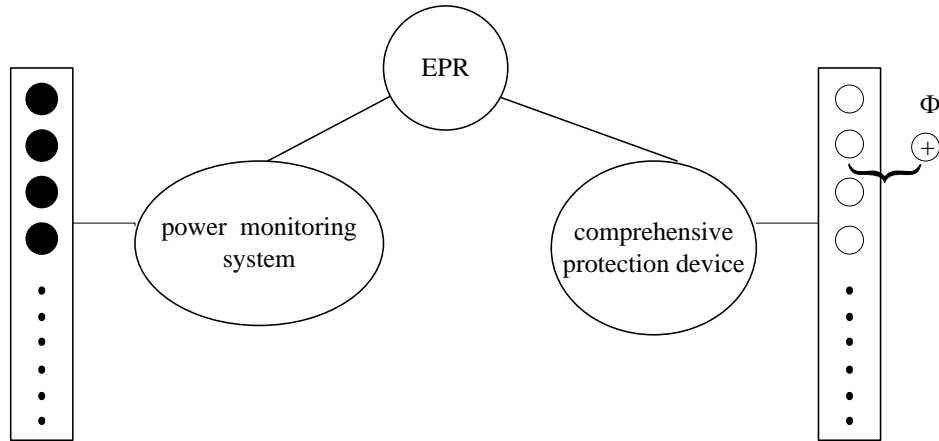 EPR
Φ
+
power monitoring
system
comprehensive
protection device